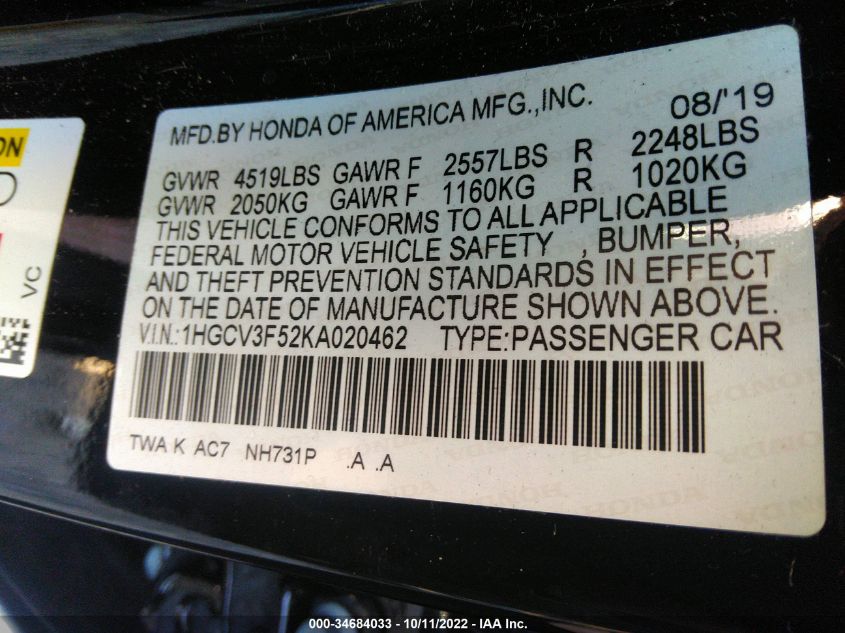 MFD.BY HONDA OF AMERICA MFG.,INC. 08/'19
GVWR 4519LBS GAWR F 2557LBS R 2248LBS
GVWR 2050KG GAWR F 1160KG R 1020KG
THIS VEHICLE CONFORMS TO ALL APPLICABLE
FEDERAL MOTOR VEHICLE SAFETY , BUMPER,
AND THEFT PREVENTION STANDARDS IN EFFECT
ON THE DATE OF MANUFACTURE SHOWN ABOVE.
V.I.N.:1HGCV3F52KA020462 TYPE:PASSENGER CAR
TWA K AC7 NH731P .A .A
VC
000-34684033 - 10/11/2022 - IAA Inc.